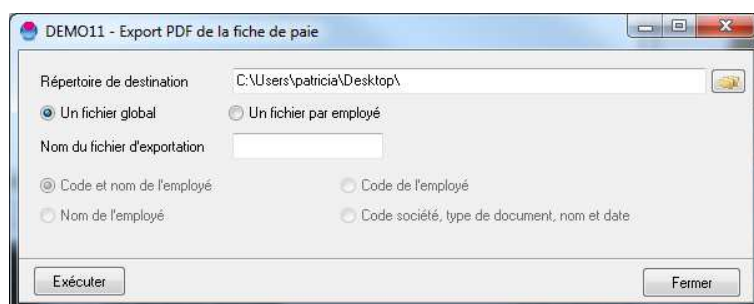 DEMO11 - Export PDF de la fiche de paie
Répertoire de destination C:\Users\patricia\Desktop\
Un fichier global Un fichier par employé
Nom du fichier d'exportation
Code et nom de l'employé Code de l'employé
Nom de l'employé Code société, type de document, nom et date
Exécuter Fermer